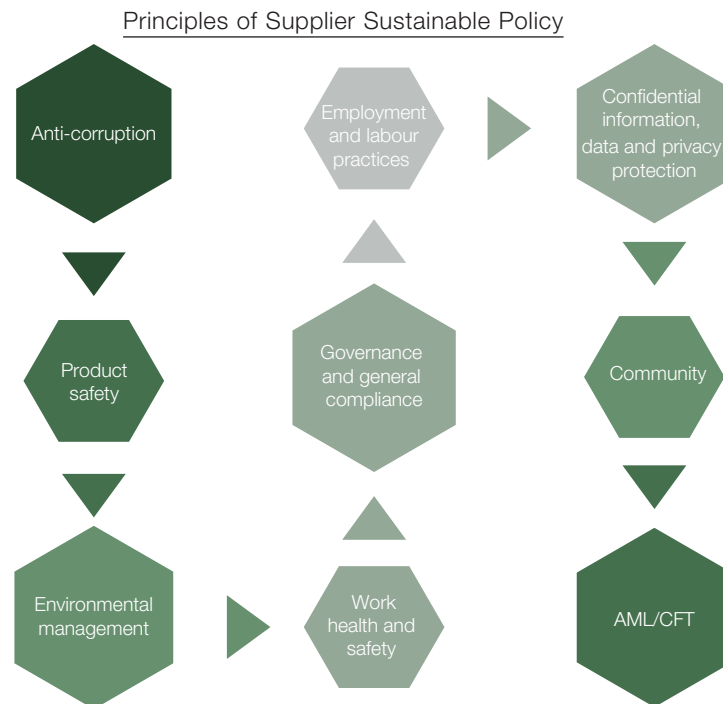 Principles of Supplier Sustainable Policy
Anti-corruption
Product
safety
Environmental
management
Work
health and
safety
Governance
and general
compliance
Employment
and labour
practices
Confidential
information,
data and privacy
protection
Community
AML/CFT